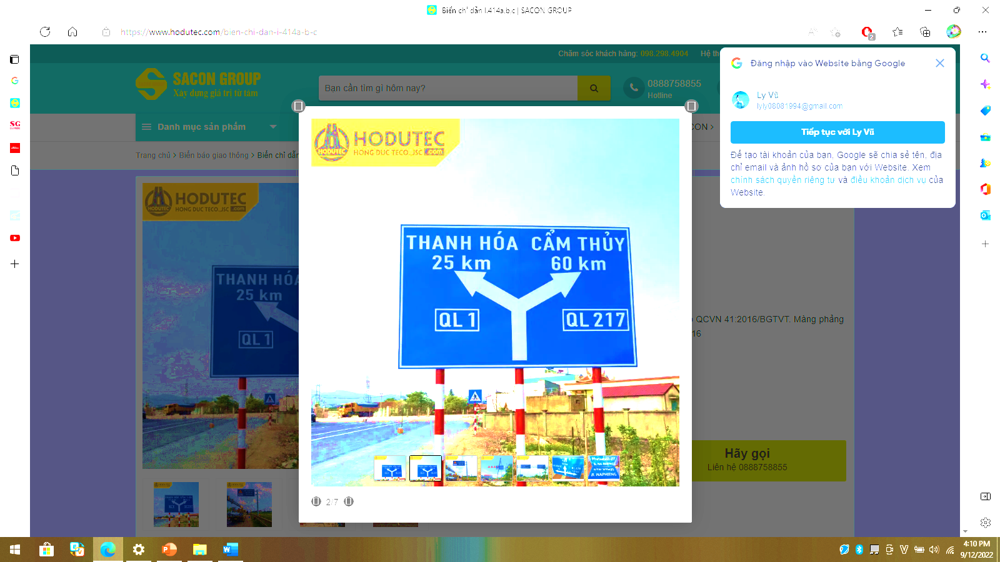 Biển chỉ dẫn I.414a,b,c | SACON GROUP
https://www.hodutec.com/bien-chi-dan-i-414a-b-c
2
Chăm sóc khách hàng: 098.298.4904
Hệ th
SACON GROUP
Xây dựng giá trị từ tâm
Bạn cần tìm gì hôm nay?
0888758855
Hotline
Danh mục sản phẩm
CON ›
Trang chủ > Biển báo giao thông > Biển chỉ dẫn
Đăng nhập vào Website bằng Google
Ly Vũ
lyly08081994@gmail.com
Tiếp tục với Ly Vũ
Để tạo tài khoản của bạn, Google sẽ chia sẻ tên, địa
chỉ email và ảnh hồ sơ của bạn với Website. Xem
chính sách quyền riêng tư và điều khoản dịch vụ của
Website.
HODUTEC
HONG DUC TECO.,JSC .com
HODUTEC
THANH HÓA
25 km
QL 1
HODUTEC
HONG DUC TECO.,JSC .com
HODUTEC
THANH HÓA CẨM THỦY
25 km 60 km
QL 1 QL 217
B. NAPHIENG
2/7
QCVN 41:2016/BGTVT. Màng phảng
16
Hãy gọi
Liên hệ 0888758855
SG
4:10 PM
9/12/2022